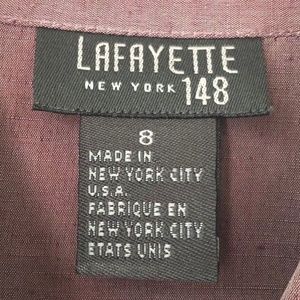 LAFAYETTE
NEW YORK 148
8
MADE IN
NEW YORK CITY
U.S.A.
FABRIQUE EN
NEW YORK CITY
ETATS UNIS